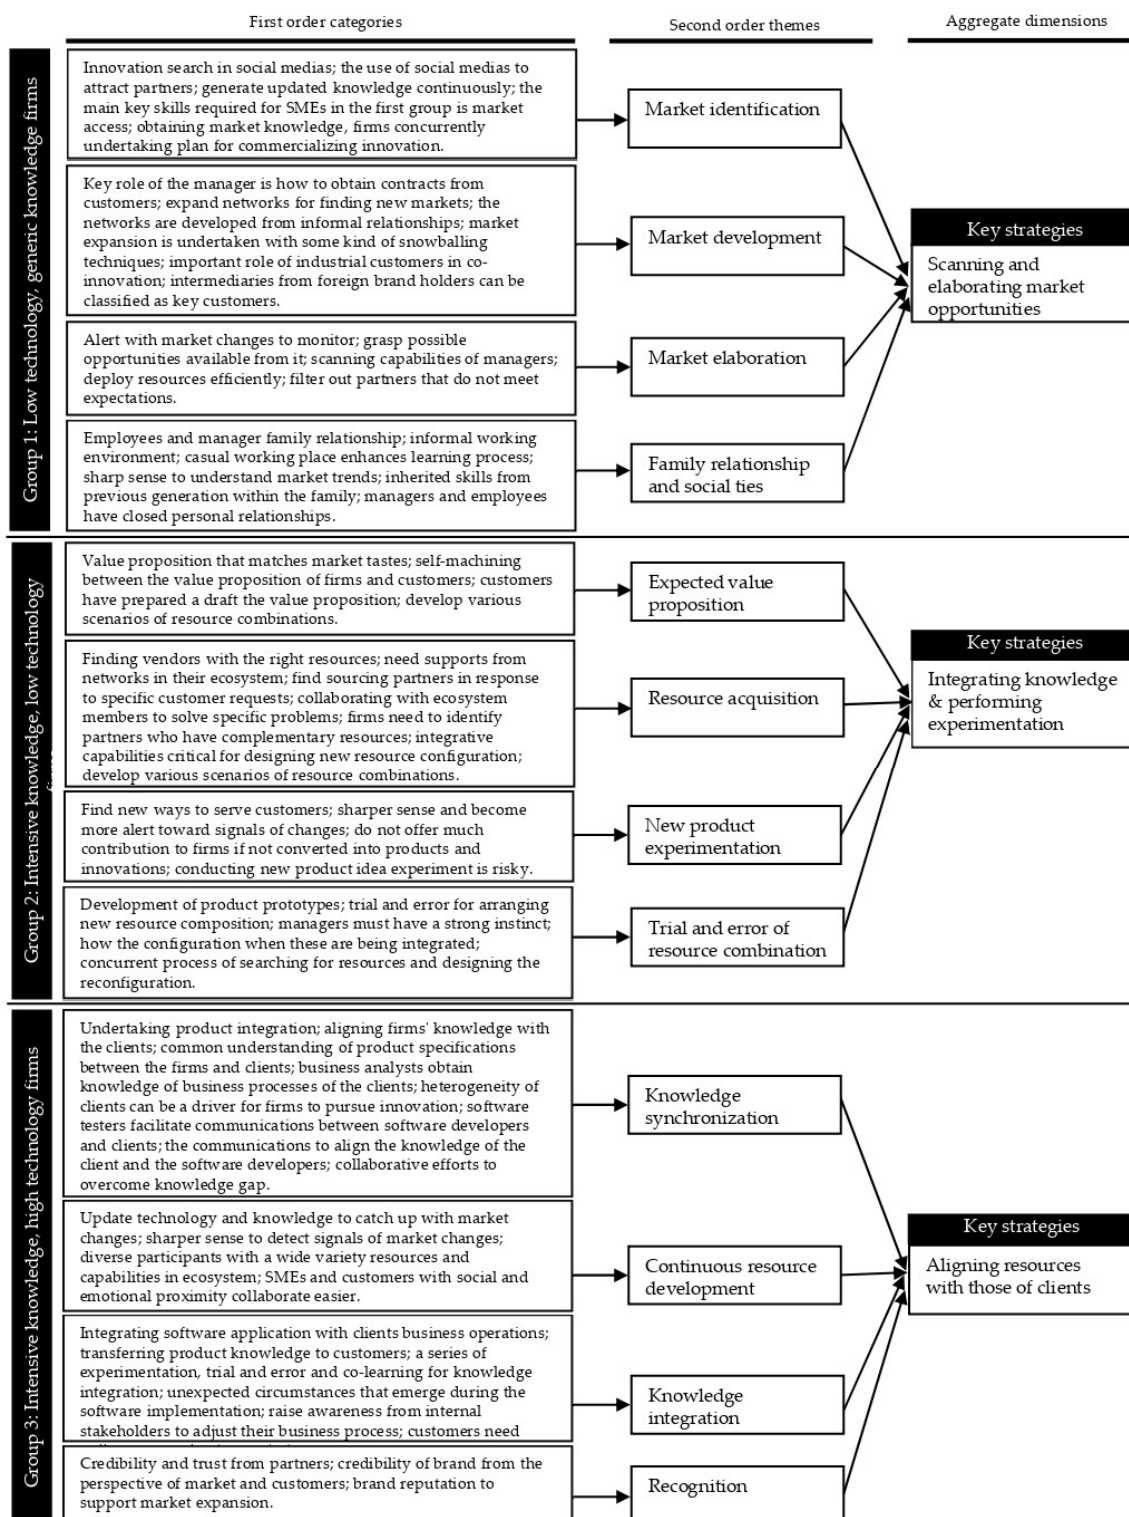 First order categories
Second order themes
Aggregate dimensions
Group 1: Low technology, generic knowledge firms
Innovation search in social medias; the use of social medias to
attract partners; generate updated knowledge continuously; the
main key skills required for SMEs in the first group is market
access; obtaining market knowledge, firms concurrently
undertaking plan for commercializing innovation.
Market identification
Key role of the manager is how to obtain contracts from
customers; expand networks for finding new markets; the
networks are developed from informal relationships; market
expansion is undertaken with some kind of snowballing
techniques; important role of industrial customers in co-
innovation; intermediaries from foreign brand holders can be
classified as key customers.
Market development
Alert with market changes to monitor; grasp possible
opportunities available from it; scanning capabilities of managers;
deploy resources efficiently; filter out partners that do not meet
expectations.
Market elaboration
Employees and manager family relationship; informal working
environment; casual working place enhances learning process;
sharp sense to understand market trends; inherited skills from
previous generation within the family; managers and employees
have closed personal relationships.
Family relationship
and social ties
Key strategies
Scanning and
elaborating market
opportunities
Group 2: Intensive knowledge, low technology
Value proposition that matches market tastes; self-machining
between the value proposition of firms and customers; customers
have prepared a draft the value proposition; develop various
scenarios of resource combinations.
Expected value
proposition
Finding vendors with the right resources; need supports from
networks in their ecosystem; find sourcing partners in response
to specific customer requests; collaborating with ecosystem
members to solve specific problems; firms need to identify
partners who have complementary resources; integrative
capabilities critical for designing new resource configuration;
develop various scenarios of resource combinations.
Resource acquisition
Find new ways to serve customers; sharper sense and become
more alert toward signals of changes; do not offer much
contribution to firms if not converted into products and
innovations; conducting new product idea experiment is risky.
New product
experimentation
Development of product prototypes; trial and error for arranging
new resource composition; managers must have a strong instinct;
how the configuration when these are being integrated;
concurrent process of searching for resources and designing the
reconfiguration.
Trial and error of
resource combination
Key strategies
Integrating knowledge
& performing
experimentation
Group 3: Intensive knowledge, high technology firms
Undertaking product integration; aligning firms' knowledge with
the clients; common understanding of product specifications
between the firms and clients; business analysts obtain
knowledge of business processes of the clients; heterogeneity of
clients can be a driver for firms to pursue innovation; software
testers facilitate communications between software developers
and clients; the communications to align the knowledge of the
client and the software developers; collaborative efforts to
overcome knowledge gap.
Knowledge
synchronization
Update technology and knowledge to catch up with market
changes; sharper sense to detect signals of market changes;
diverse participants with a wide variety resources and
capabilities in ecosystem; SMEs and customers with social and
emotional proximity collaborate easier.
Continuous resource
development
Integrating software application with clients business operations;
transferring product knowledge to customers; a series of
experimentation, trial and error and co-learning for knowledge
integration; unexpected circumstances that emerge during the
software implementation; raise awareness from internal
stakeholders to adjust their business process; customers need
Knowledge
integration
Credibility and trust from partners; credibility of brand from the
perspective of market and customers; brand reputation to
support market expansion.
Recognition
Key strategies
Aligning resources
with those of clients